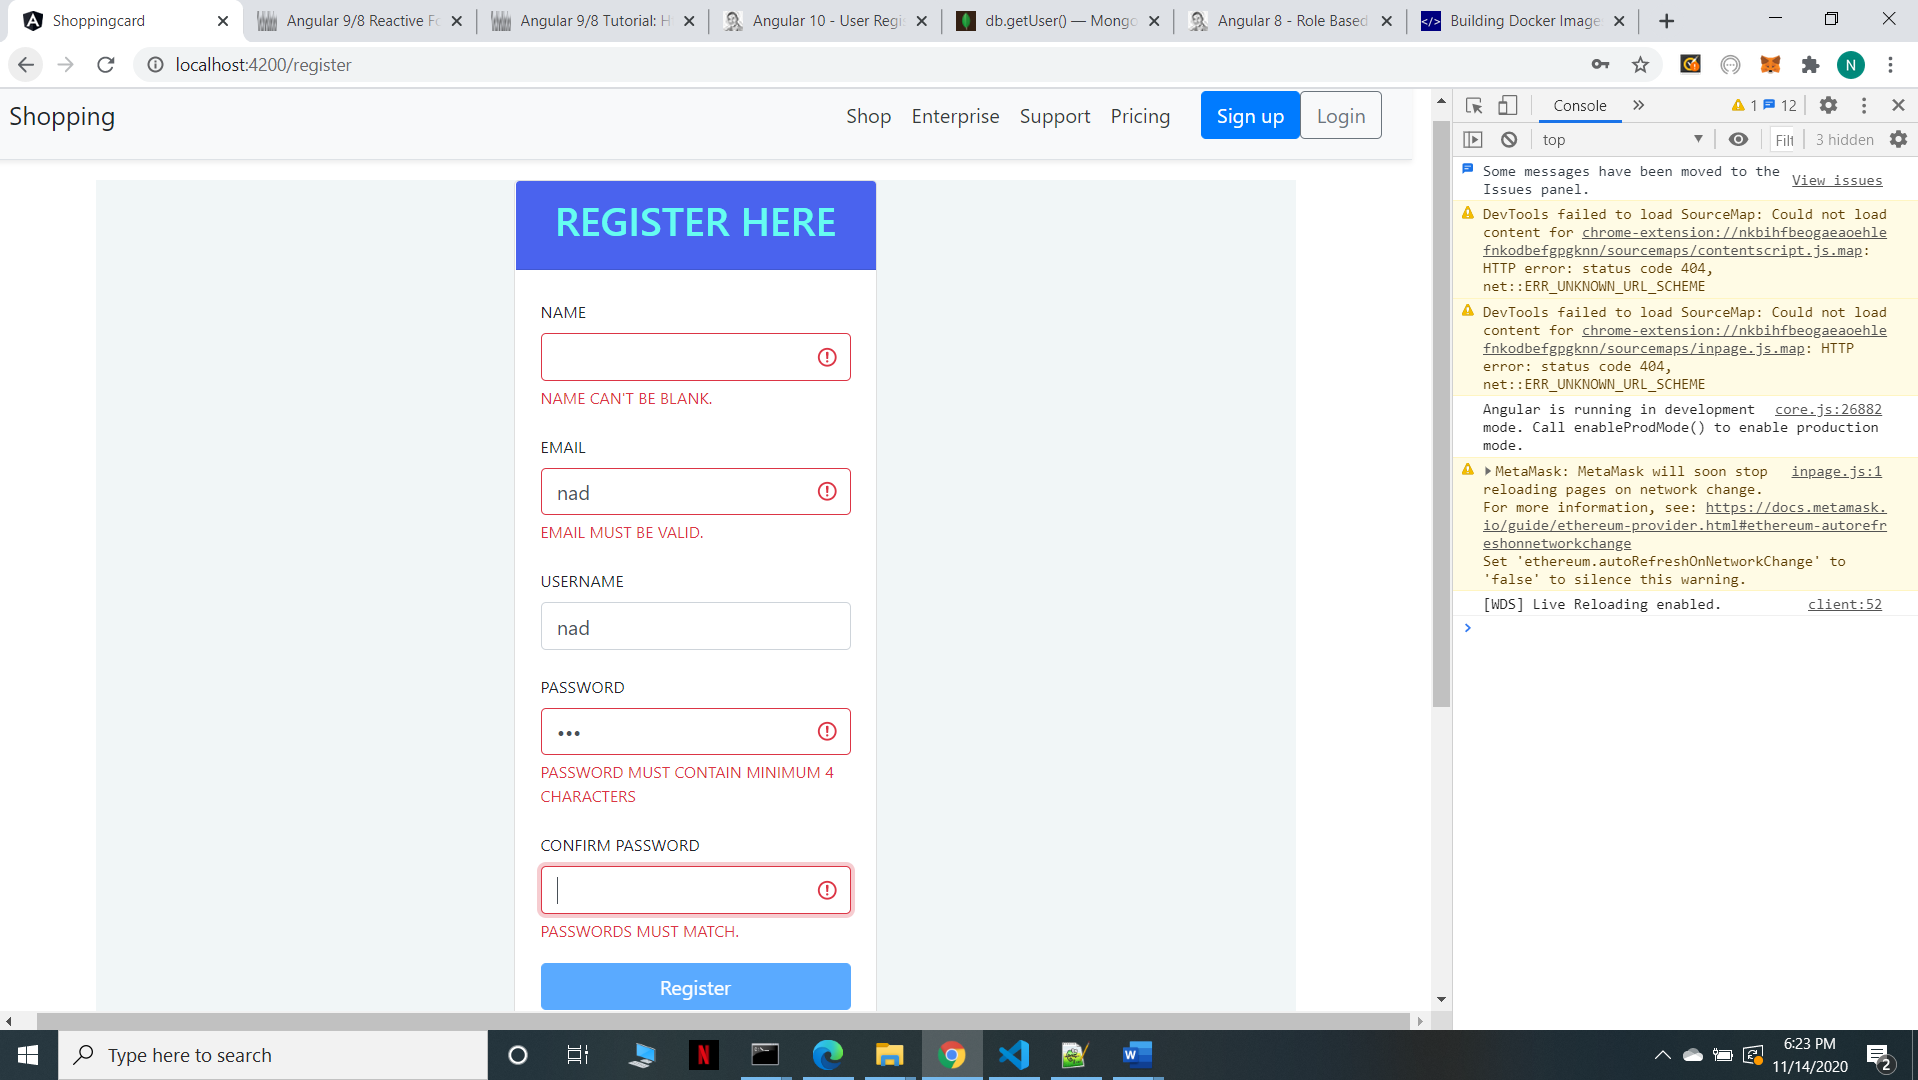 Shoppingcard
Angular 9/8 Reactive Fo
Angular 9/8 Tutorial: H
Angular 10 - User Regi
db.getUser() — Mongo
Angular 8 - Role Based
Building Docker Image
localhost:4200/register
N
Shopping
Shop
Enterprise
Support
Pricing
Sign up
Login
REGISTER HERE
NAME
NAME CAN'T BE BLANK.
EMAIL
nad
EMAIL MUST BE VALID.
USERNAME
nad
PASSWORD
•••
PASSWORD MUST CONTAIN MINIMUM 4
CHARACTERS
CONFIRM PASSWORD
PASSWORDS MUST MATCH.
Register
Console
1
12
top
Filt
3 hidden
Some messages have been moved to the
Issues panel.
View issues
DevTools failed to load SourceMap: Could not load
content for chrome-extension://nkbihfbeogaeaoehle
fnkodbefgpgknn/sourcemaps/contentscript.js.map:
HTTP error: status code 404,
net::ERR_UNKNOWN_URL_SCHEME
DevTools failed to load SourceMap: Could not load
content for chrome-extension://nkbihfbeogaeaoehle
fnkodbefgpgknn/sourcemaps/inpage.js.map: HTTP
error: status code 404,
net::ERR_UNKNOWN_URL_SCHEME
Angular is running in development core.js:26882
mode. Call enableProdMode() to enable production
mode.
MetaMask: MetaMask will soon stop inpage.js:1
reloading pages on network change.
For more information, see: https://docs.metamask.
io/guide/ethereum-provider.html#ethereum-autorefr
eshonnetworkchange
Set 'ethereum.autoRefreshOnNetworkChange' to
'false' to silence this warning.
[WDS] Live Reloading enabled. client:52
Type here to search
6:23 PM
11/14/2020
2